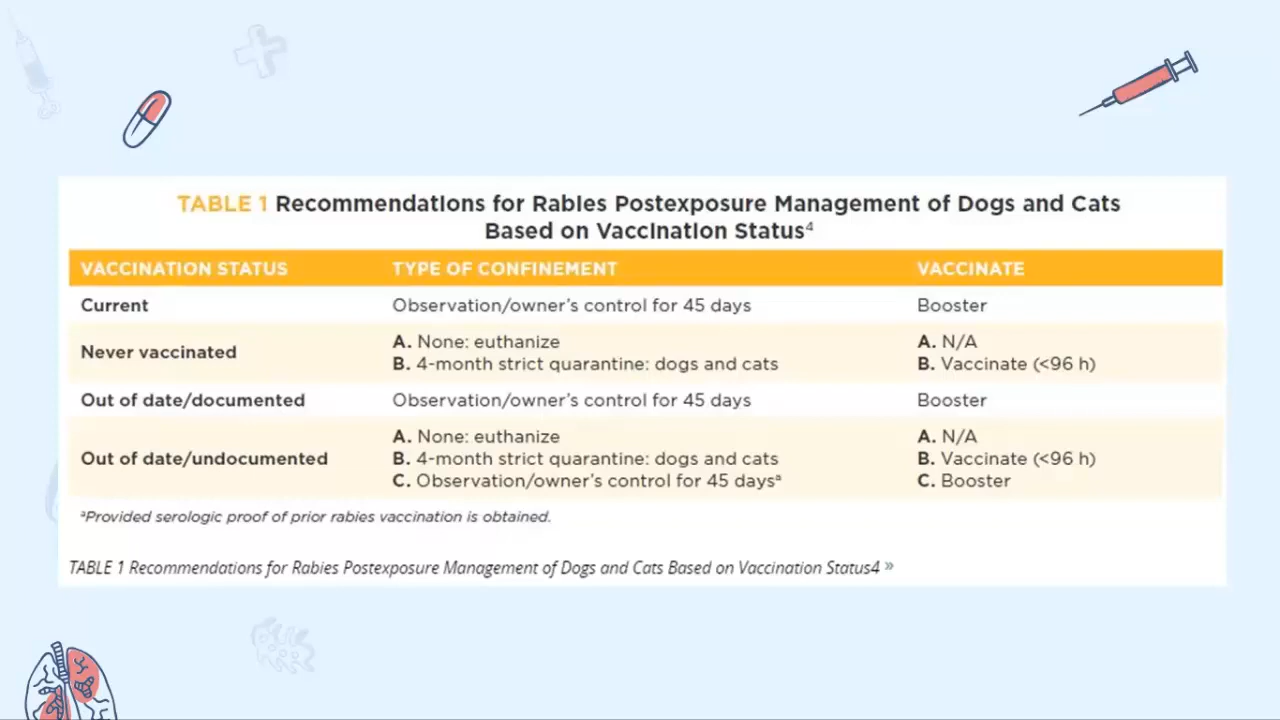 TABLE 1 Recommendations for Rabies Postexposure Management of Dogs and Cats
Based on Vaccination Status⁴
VACCINATION STATUS TYPE OF CONFINEMENT VACCINATE
Current Observation/owner's control for 45 days Booster
Never vaccinated
A. None: euthanize A. N/A
B. 4-month strict quarantine: dogs and cats B. Vaccinate (<96 h)
Out of date/documented Observation/owner's control for 45 days Booster
Out of date/undocumented
A. None: euthanize A. N/A
B. 4-month strict quarantine: dogs and cats B. Vaccinate (<96 h)
C. Observation/owner's control for 45 daysᵃ C. Booster
ᵃProvided serologic proof of prior rabies vaccination is obtained.
TABLE 1 Recommendations for Rabies Postexposure Management of Dogs and Cats Based on Vaccination Status4 »